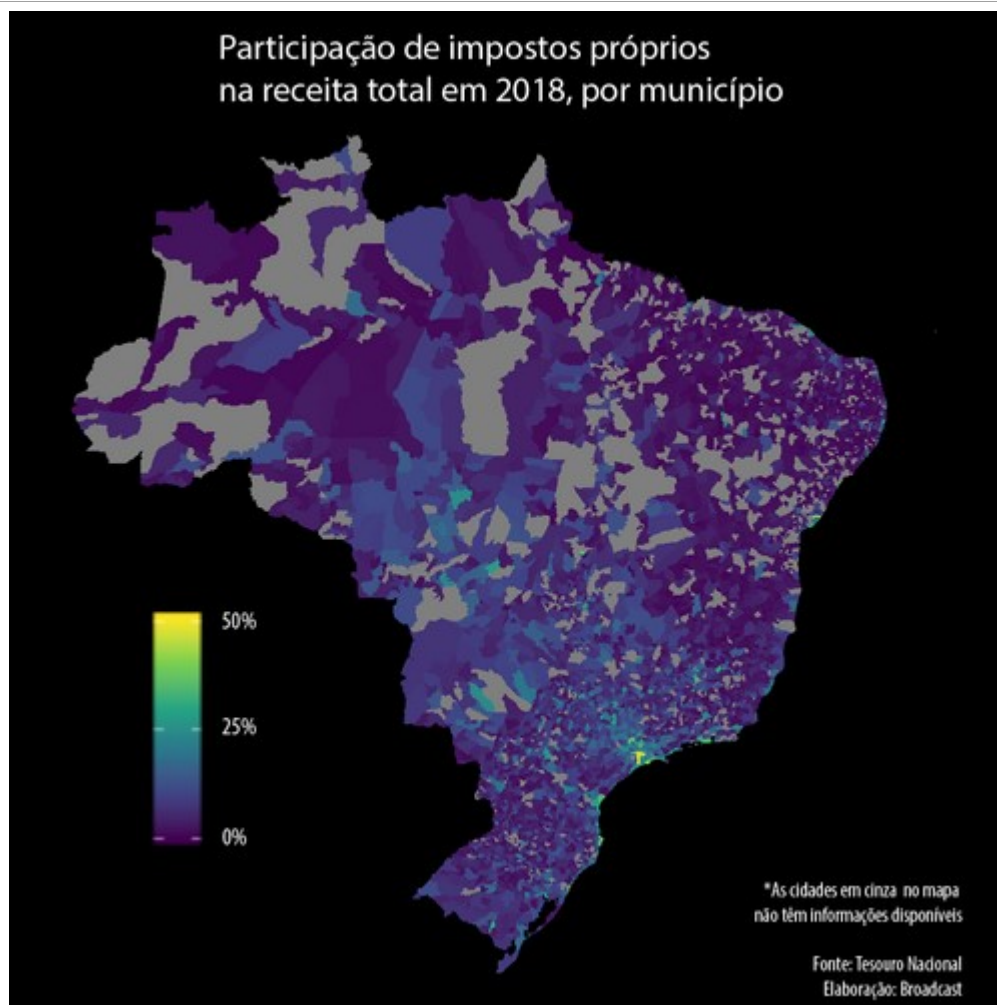 Participação de impostos próprios
na receita total em 2018, por município
50%
25%
0%
*As cidades em cinza no mapa
não têm informações disponíveis
Fonte: Tesouro Nacional
Elaboração: Broadcast